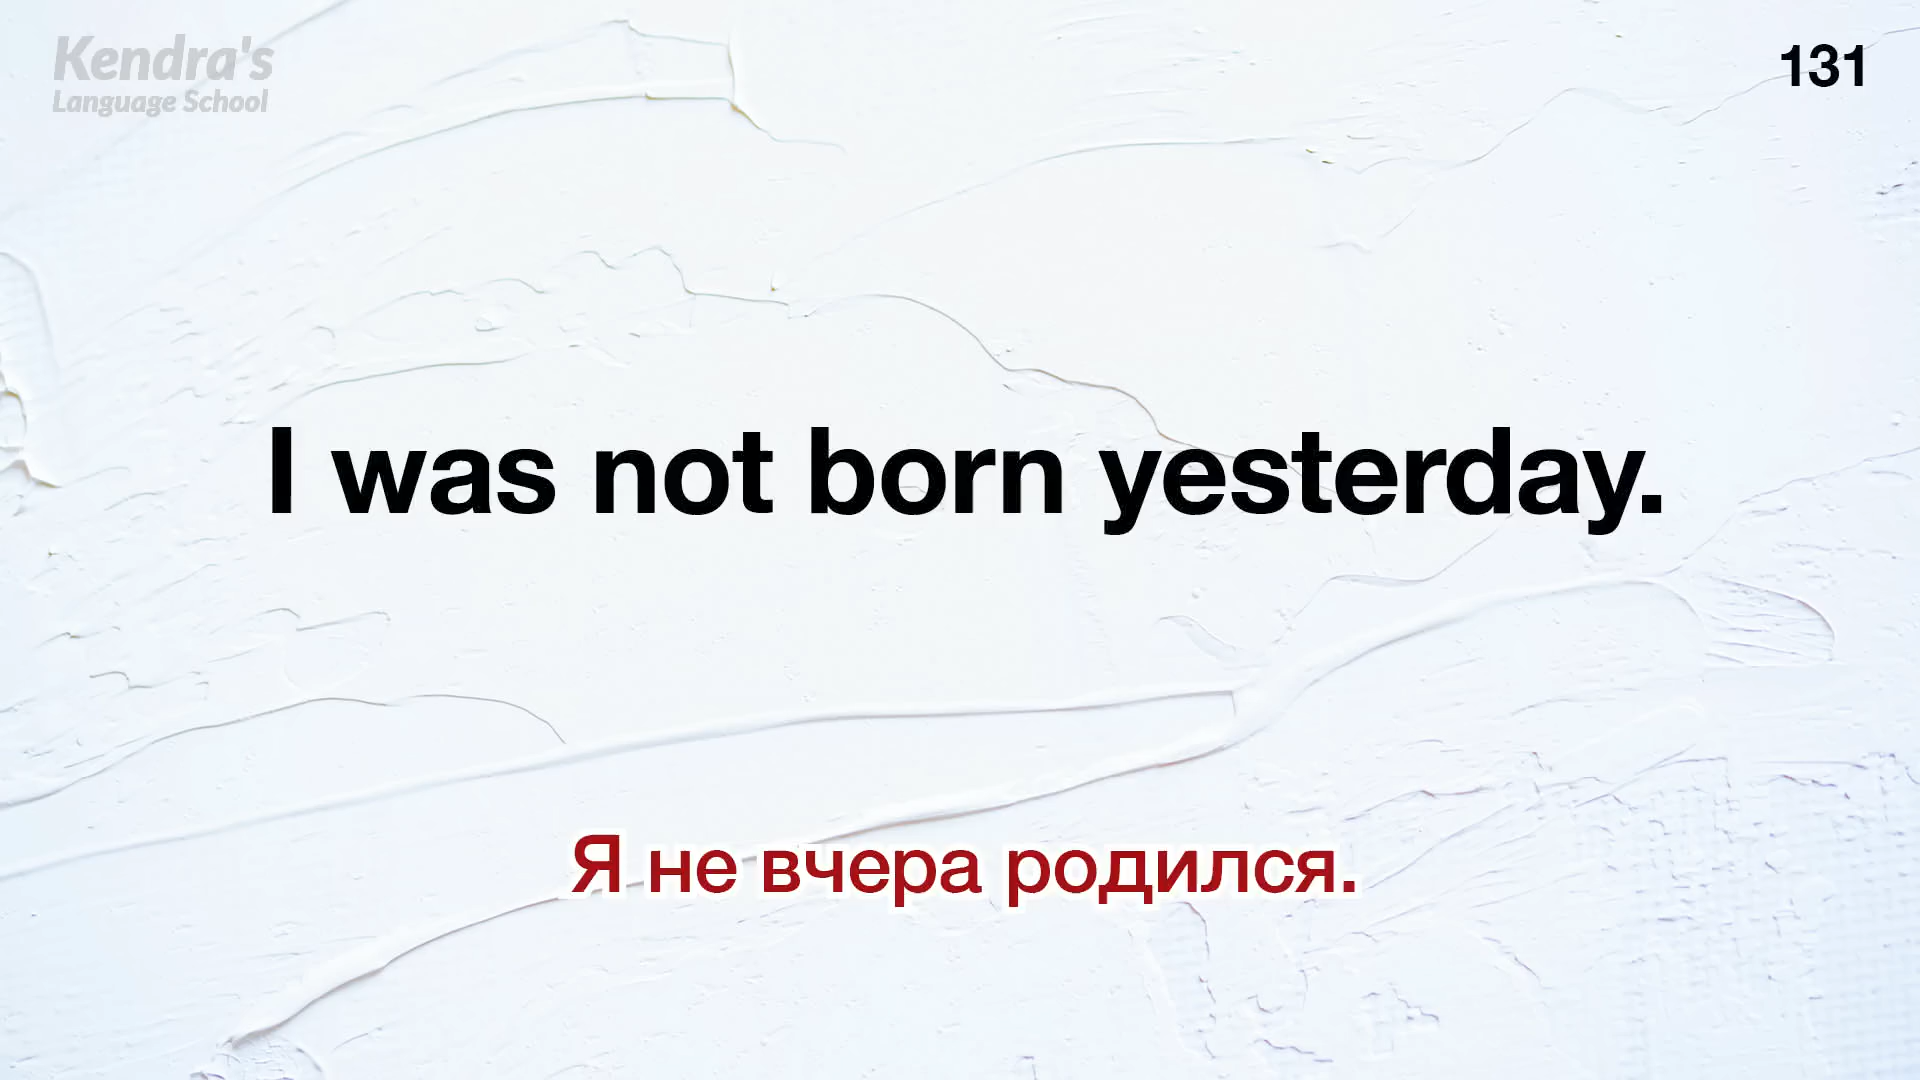 Kendra's
Language School
131
I was not born yesterday.
Я не вчера родился.